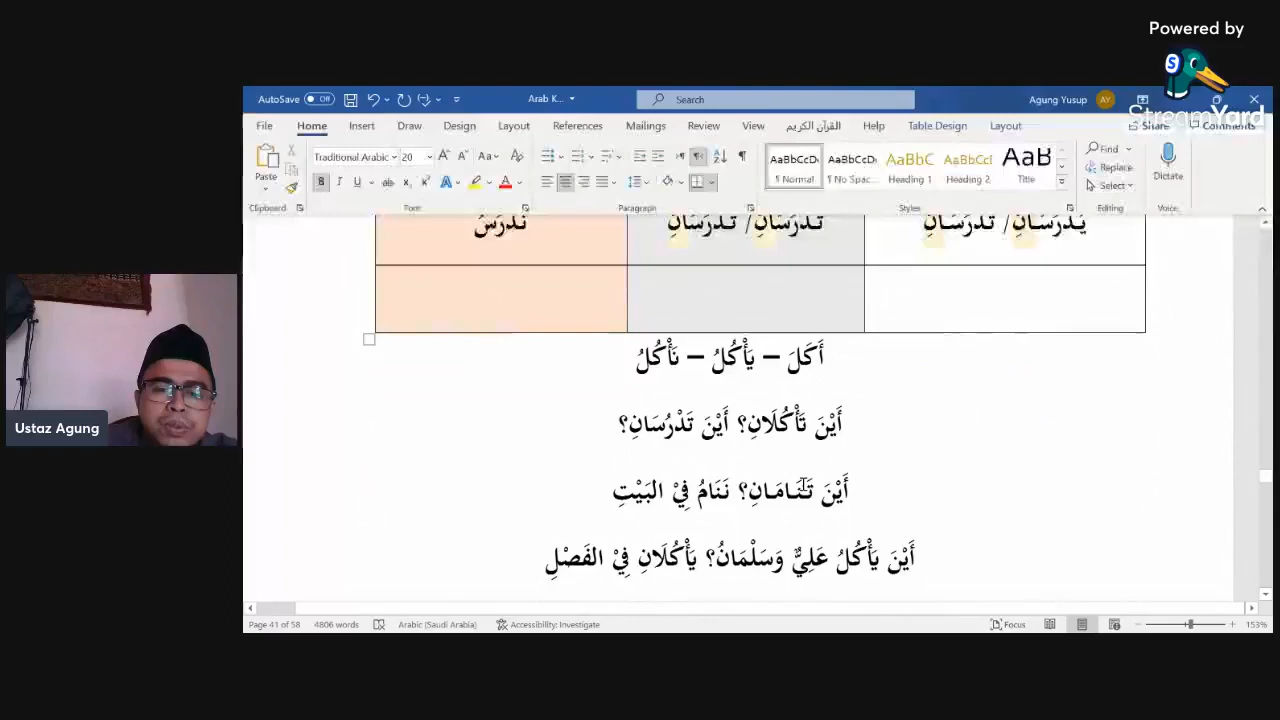 Powered by
StreamYard
AutoSave Off Arab K... Search Agung Yusup AY
File Home Insert Draw Design Layout References Mailings Review View القرآن الكريم Help Table Design Layout Share Comments
Paste Traditional Arabic 20 Find
AaBbCcD AaBbCcD AaBbC AaBbCcI AaB
Replace
Normal No Spac... Heading 1 Heading 2 Title Select Dictate
Clipboard Font Paragraph Styles Editing Voice
يَدْرُسَانِ/ تَدْرُسَانِ تَدْرُسَانِ/ تَدْرُسَانِ نَدْرُسُ
أَكَلَ – يَأْكُلُ – نَأْكُلُ
أَيْنَ تَأْكُلَانِ؟ أَيْنَ تَدْرُسَانِ؟
أَيْنَ تَنَامَانِ؟ نَنَامُ فِيْ البَيْتِ
أَيْنَ يَأْكُلُ عَلِيٌّ وَسَلْمَانُ؟ يَأْكُلَانِ فِيْ الفَصْلِ
Ustaz Agung
Page 41 of 58 4806 words Arabic (Saudi Arabia) Accessibility: Investigate Focus 153%